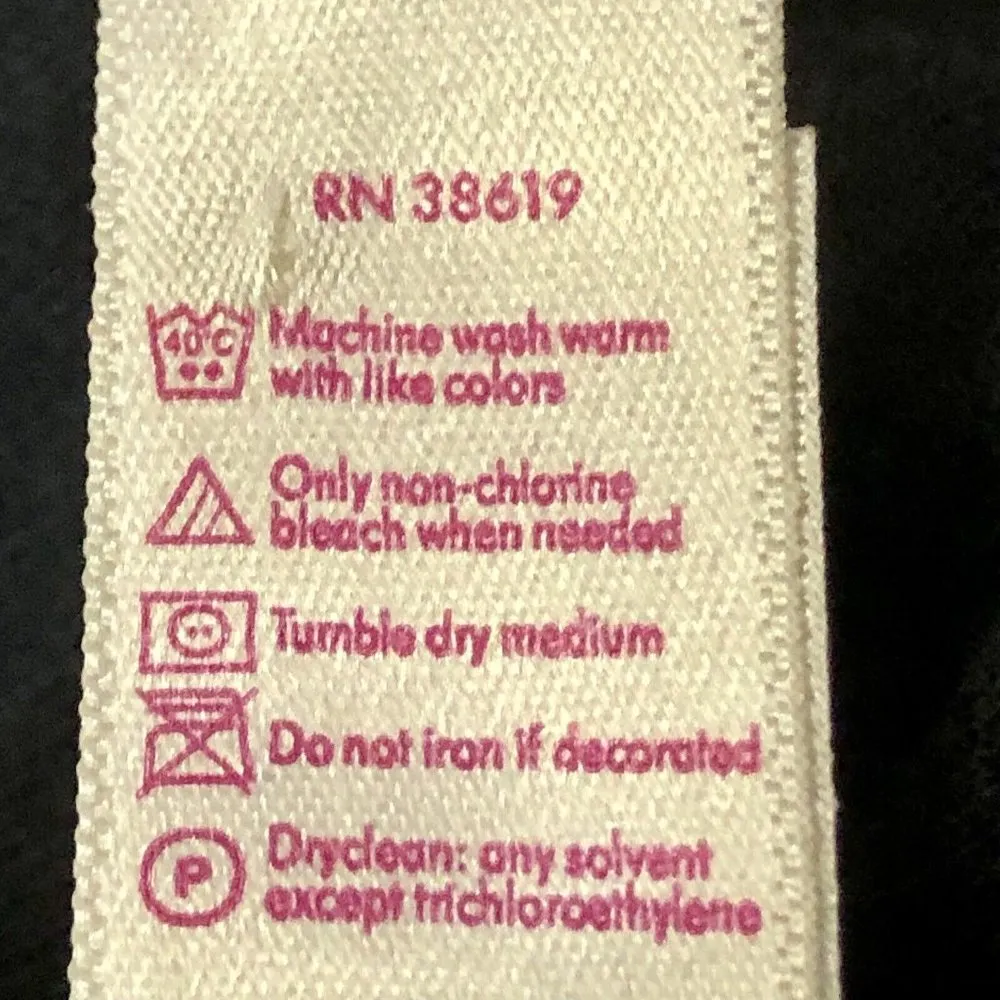 RN 38619
40°C
Machine wash warm
with like colors
Only non-chlorine
bleach when needed
Tumble dry medium
Do not iron if decorated
P
Dryclean: any solvent
except trichloroethylene